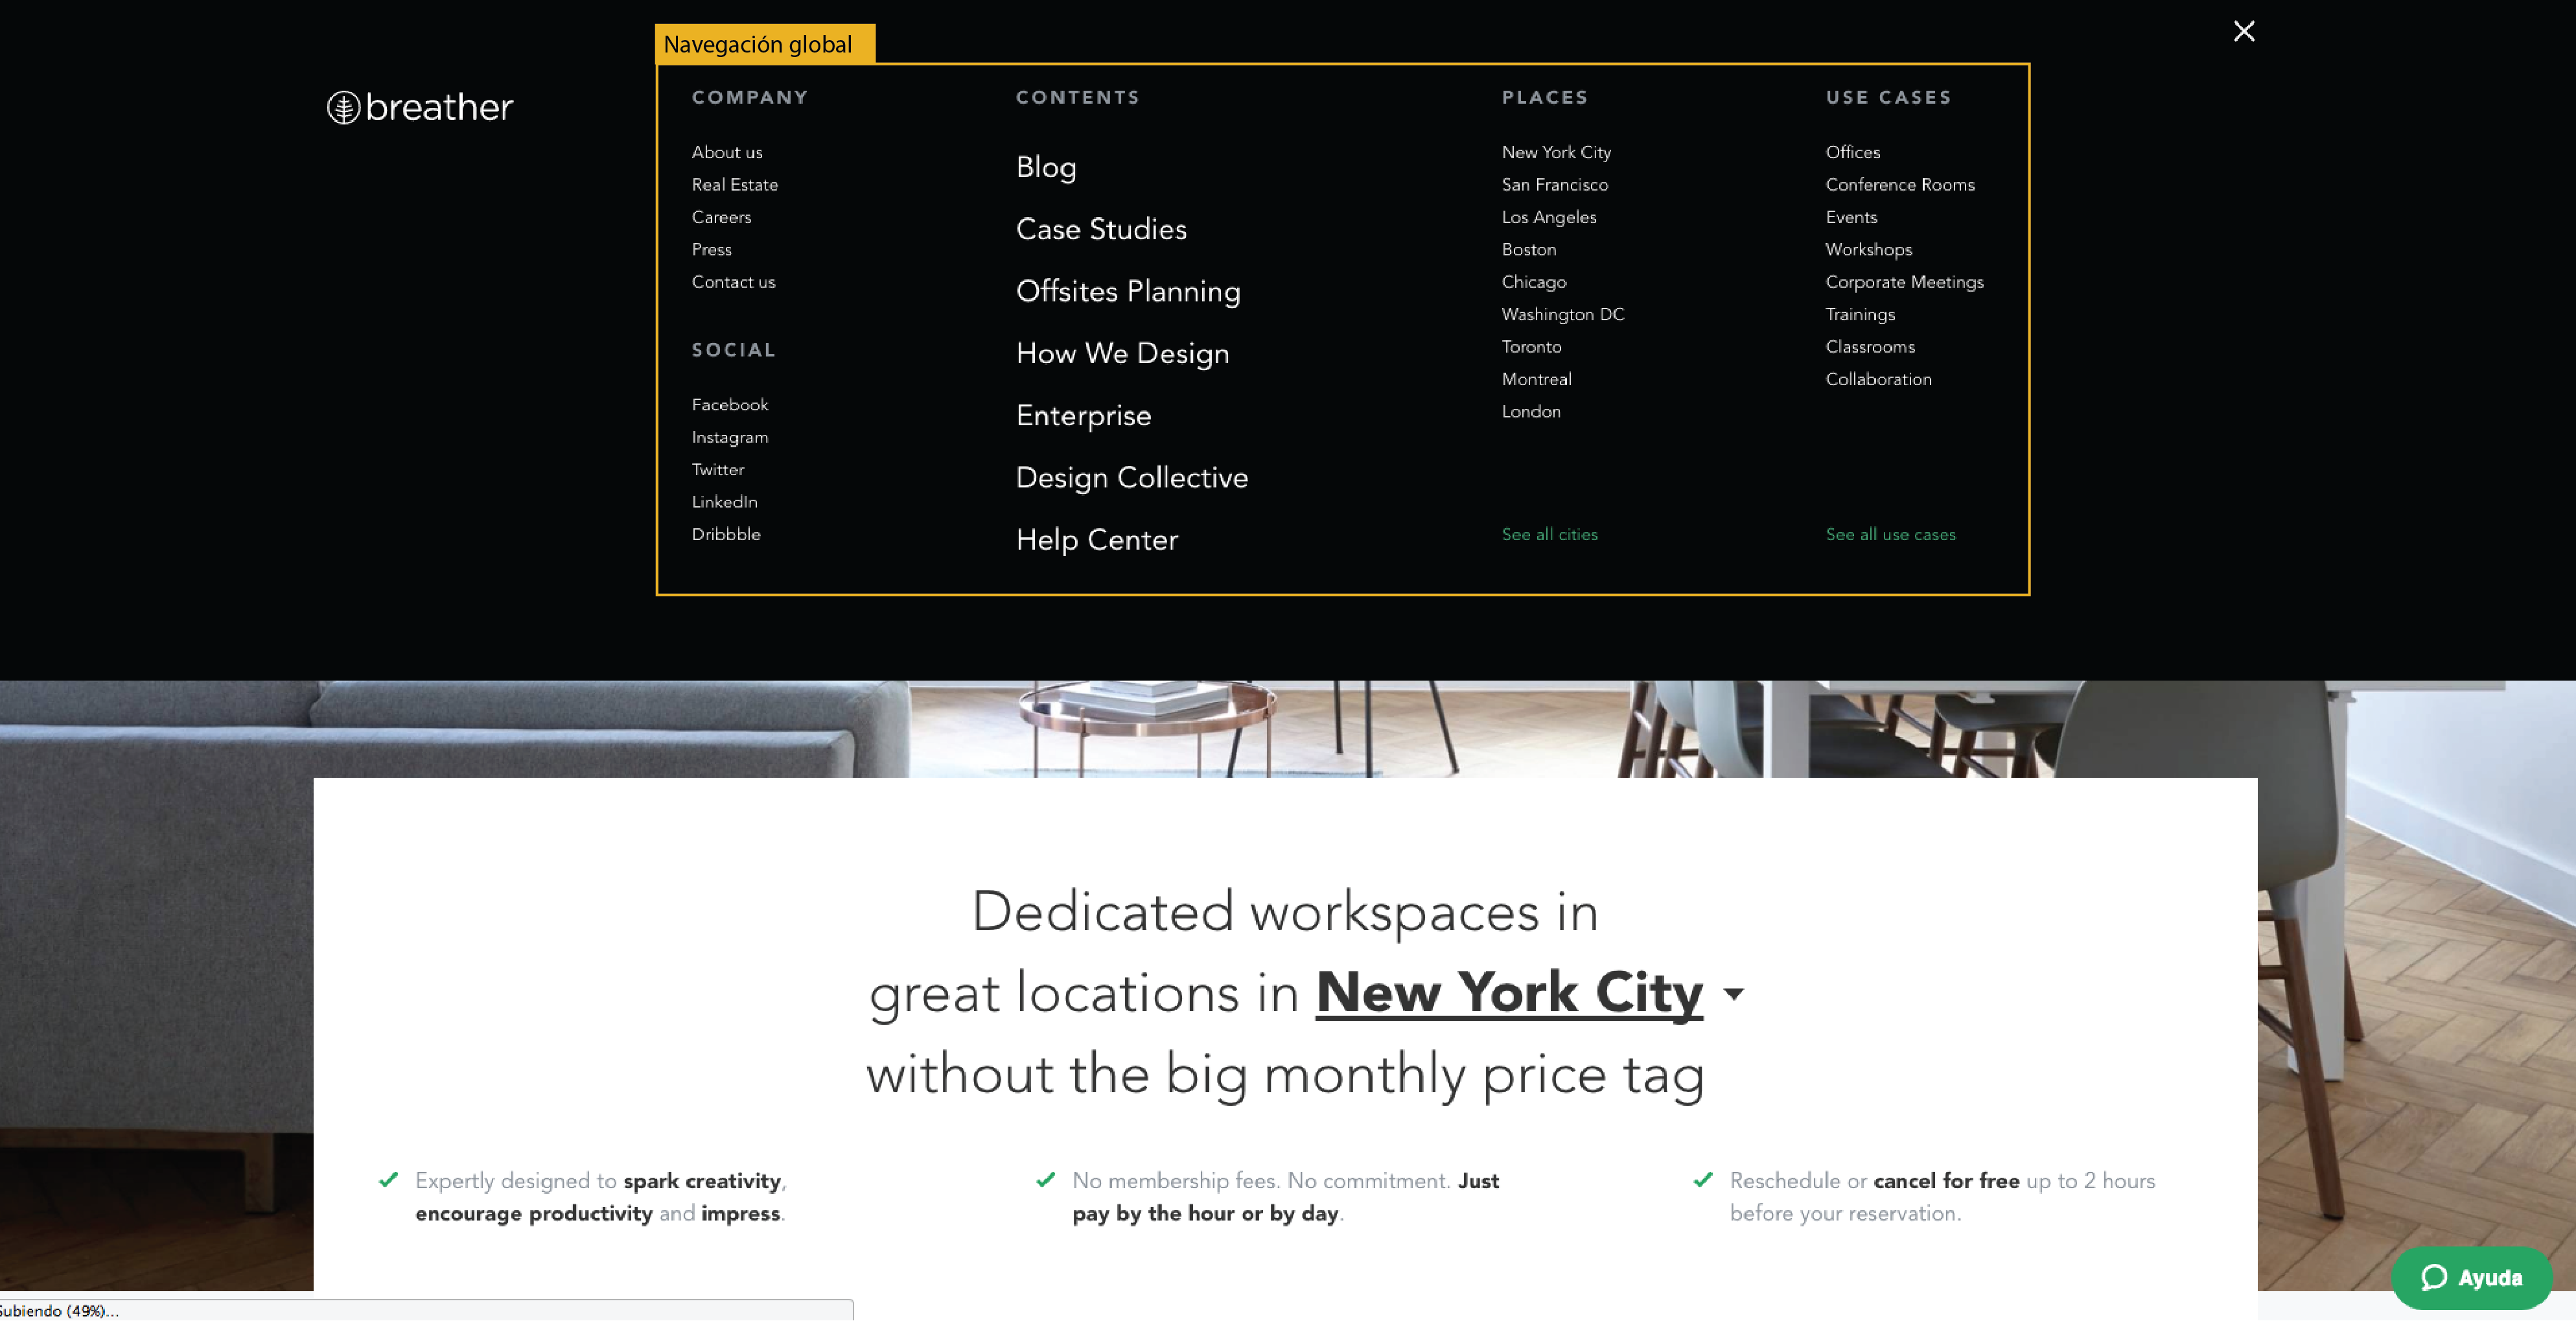 Navegación global
breather
COMPANY
About us
Real Estate
Careers
Press
Contact us
SOCIAL
Facebook
Instagram
Twitter
LinkedIn
Dribbble
CONTENTS
Blog
Case Studies
Offsites Planning
How We Design
Enterprise
Design Collective
Help Center
PLACES
New York City
San Francisco
Los Angeles
Boston
Chicago
Washington DC
Toronto
Montreal
London
See all cities
USE CASES
Offices
Conference Rooms
Events
Workshops
Corporate Meetings
Trainings
Classrooms
Collaboration
See all use cases
Dedicated workspaces in
great locations in New York City
without the big monthly price tag
Expertly designed to spark creativity,
encourage productivity and impress.
No membership fees. No commitment. Just
pay by the hour or by day.
Reschedule or cancel for free up to 2 hours
before your reservation.
Ayuda
Subiendo (49%)...